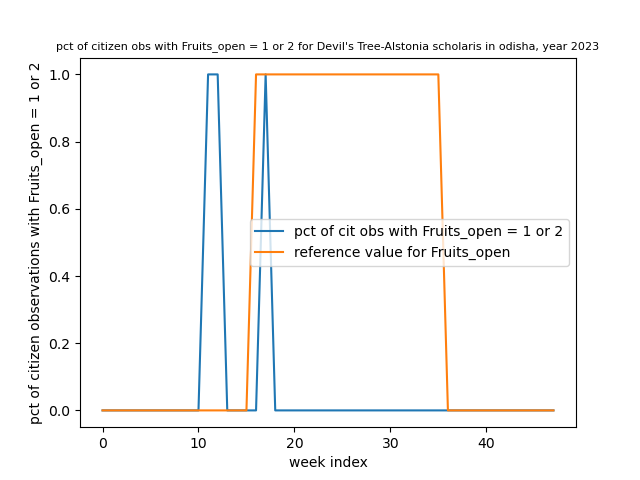 pct of citizen obs with Fruits_open = 1 or 2 for Devil's Tree-Alstonia scholaris in odisha, year 2023
pct of citizen observations with Fruits_open = 1 or 2
1.0
0.8
0.6
0.4
0.2
0.0
pct of cit obs with Fruits_open = 1 or 2
reference value for Fruits_open
0 10 20 30 40
week index